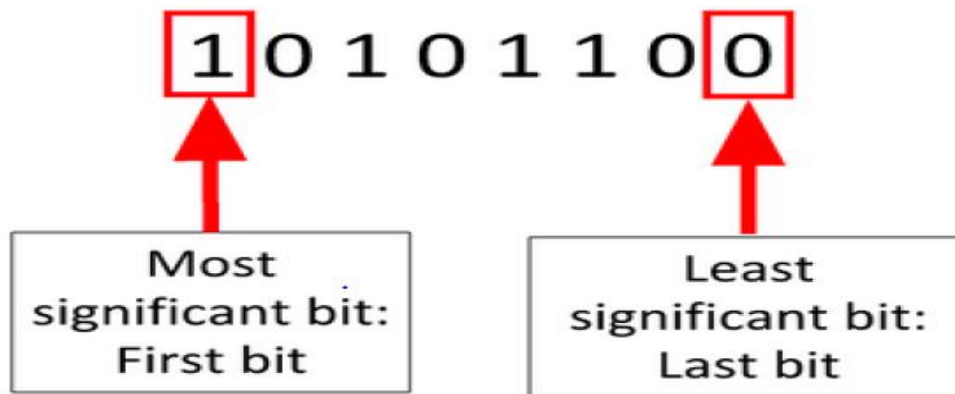 1 0 1 0 1 1 0 0
Most
significant bit:
First bit
Least
significant bit:
Last bit